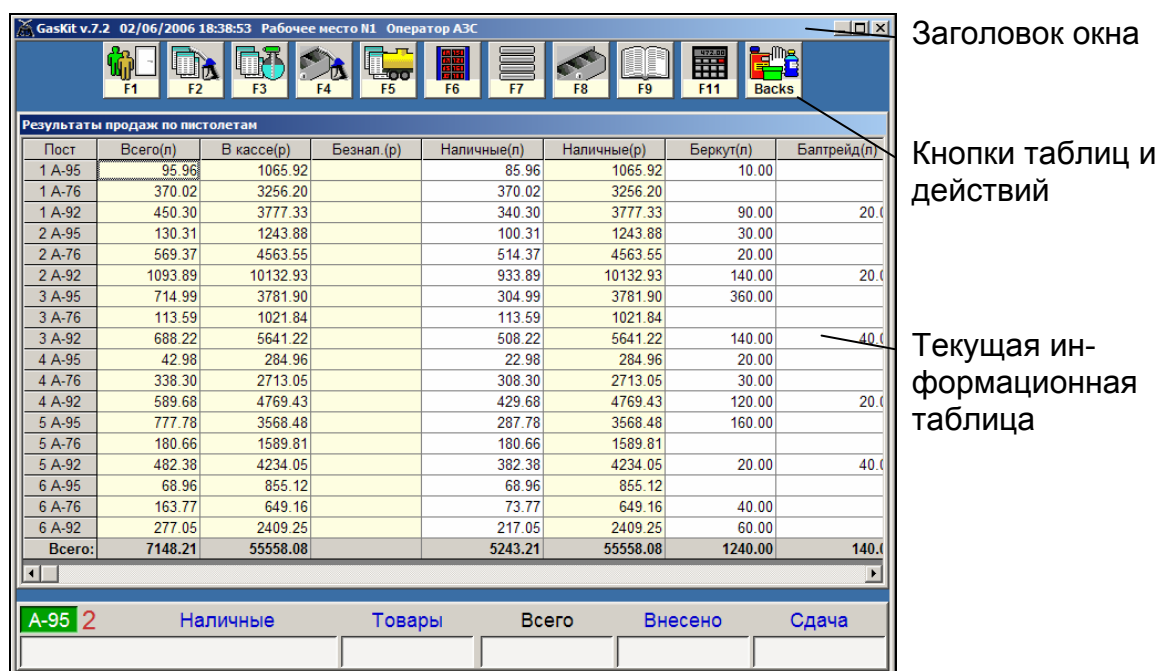 GasKit v.7.2 02/06/2006 18:38:53 Рабочее место N1 Оператор АЗС
Заголовок окна
F1 F2 F3 F4 F5 F6 F7 F8 F9 F11 Backs
Кнопки таблиц и
действий
Результаты продаж по пистолетам
Пост Всего(л) В кассе(р) Безнал.(р) Наличные(л) Наличные(р) Беркут(л) Балтрейд(л)
1 А-95 95.96 1065.92 85.96 1065.92 10.00
1 А-76 370.02 3256.20 370.02 3256.20
1 А-92 450.30 3777.33 340.30 3777.33 90.00 20.0
2 А-95 130.31 1243.88 100.31 1243.88 30.00
2 А-76 569.37 4563.55 514.37 4563.55 20.00
2 А-92 1093.89 10132.93 933.89 10132.93 140.00 20.0
3 А-95 714.99 3781.90 304.99 3781.90 360.00
3 А-76 113.59 1021.84 113.59 1021.84
3 А-92 688.22 5641.22 508.22 5641.22 140.00 40.0
4 А-95 42.98 284.96 22.98 284.96 20.00
4 А-76 338.30 2713.05 308.30 2713.05 30.00
4 А-92 589.68 4769.43 429.68 4769.43 120.00 20.0
5 А-95 777.78 3568.48 287.78 3568.48 160.00
5 А-76 180.66 1589.81 180.66 1589.81
5 А-92 482.38 4234.05 382.38 4234.05 20.00 40.0
6 А-95 68.96 855.12 68.96 855.12
6 А-76 163.77 649.16 73.77 649.16 40.00
6 А-92 277.05 2409.25 217.05 2409.25 60.00
Всего: 7148.21 55558.08 5243.21 55558.08 1240.00 140.0
Текущая ин-
формационная
таблица
А-95 2 Наличные Товары Всего Внесено Сдача